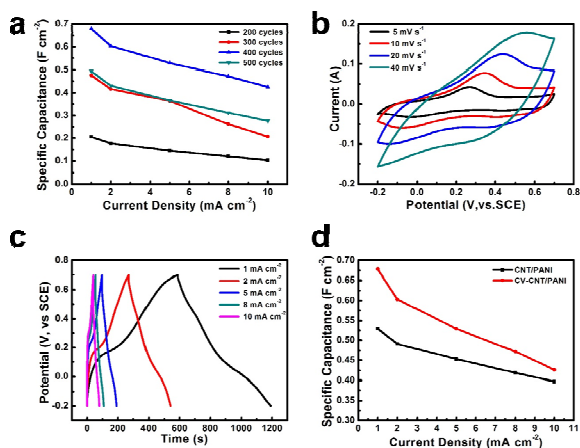 a
200 cycles
300 cycles
400 cycles
500 cycles
Specific Capacitance (F cm⁻²)
0.7
0.6
0.5
0.4
0.3
0.2
0.1
0.0
0 2 4 6 8 10
Current Density (mA cm⁻²)
b
5 mV s⁻¹
10 mV s⁻¹
20 mV s⁻¹
40 mV s⁻¹
Current (A)
0.2
0.1
0.0
-0.1
-0.2
-0.2 0.0 0.2 0.4 0.6 0.8
Potential (V,vs.SCE)
c
1 mA cm⁻²
2 mA cm⁻²
5 mA cm⁻²
8 mA cm⁻²
10 mA cm⁻²
Potential (V, vs SCE)
0.8
0.6
0.4
0.2
0.0
-0.2
0 200 400 600 800 1000 1200
Time (s)
d
CNT/PANI
CV-CNT/PANI
Specific Capacitance (F cm⁻²)
0.70
0.65
0.60
0.55
0.50
0.45
0.40
0.35
0.30
0 1 2 3 4 5 6 7 8 9 10 11
Current Density (mA cm⁻²)